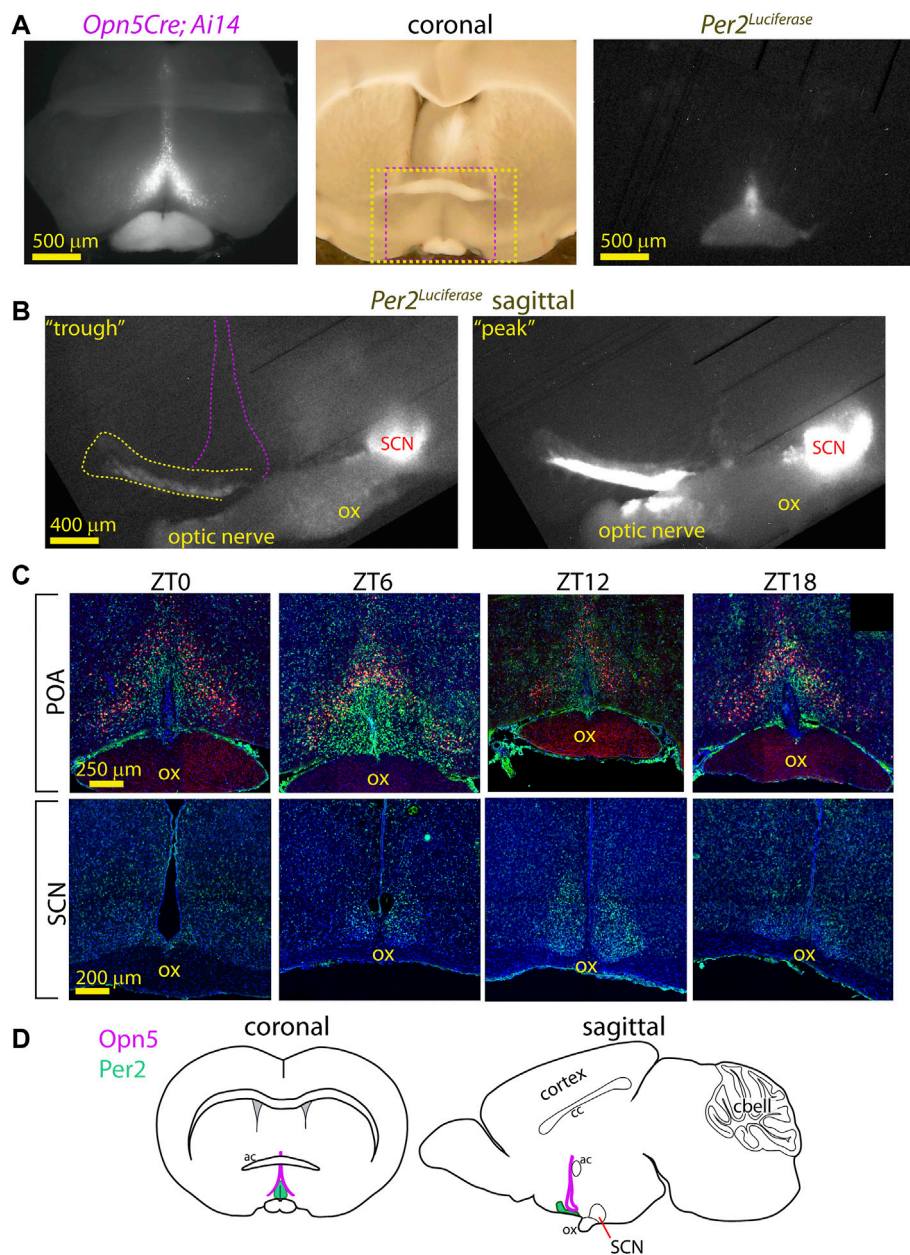 A
Opn5Cre; Ai14
coronal
Per2Luciferase
500 µm
500 µm
B
Per2Luciferase sagittal
"trough"
SCN
ox
optic nerve
400 µm
"peak"
SCN
ox
optic nerve
C
ZT0
ZT6
ZT12
ZT18
POA
ox
250 µm
ox
ox
ox
SCN
ox
200 µm
ox
ox
ox
D
Opn5
Per2
coronal
sagittal
ac
cortex
cc
cbell
ac
ox
SCN